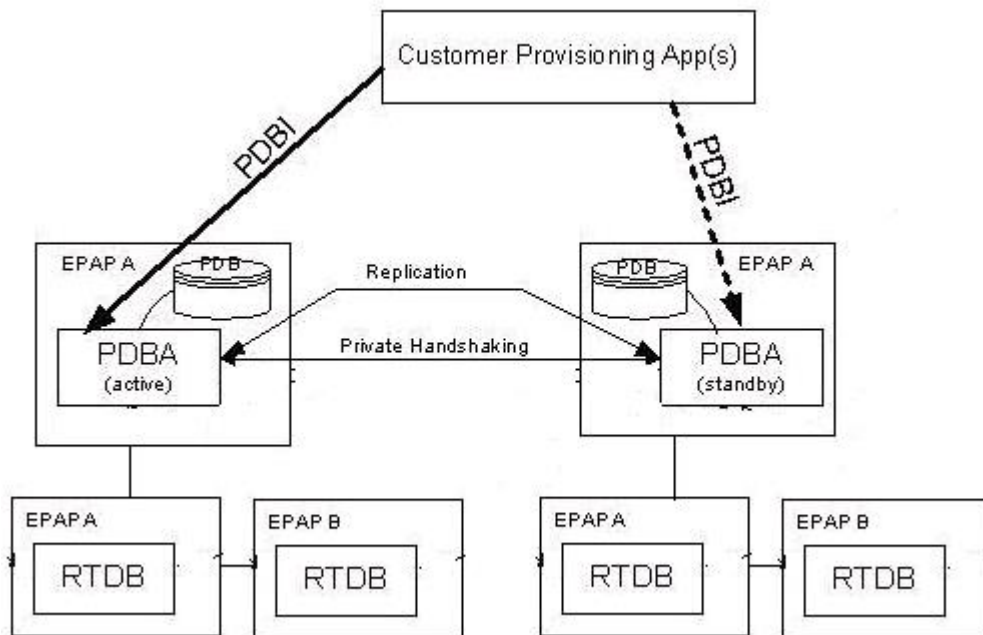 Customer Provisioning App(s)
PDBI
PDBI
EPAP A
PDB
Replication
PDB
EPAP A
PDBA
(active)
Private Handshaking
PDBA
(standby)
EPAP A
RTDB
EPAP B
RTDB
EPAP A
RTDB
EPAP B
RTDB